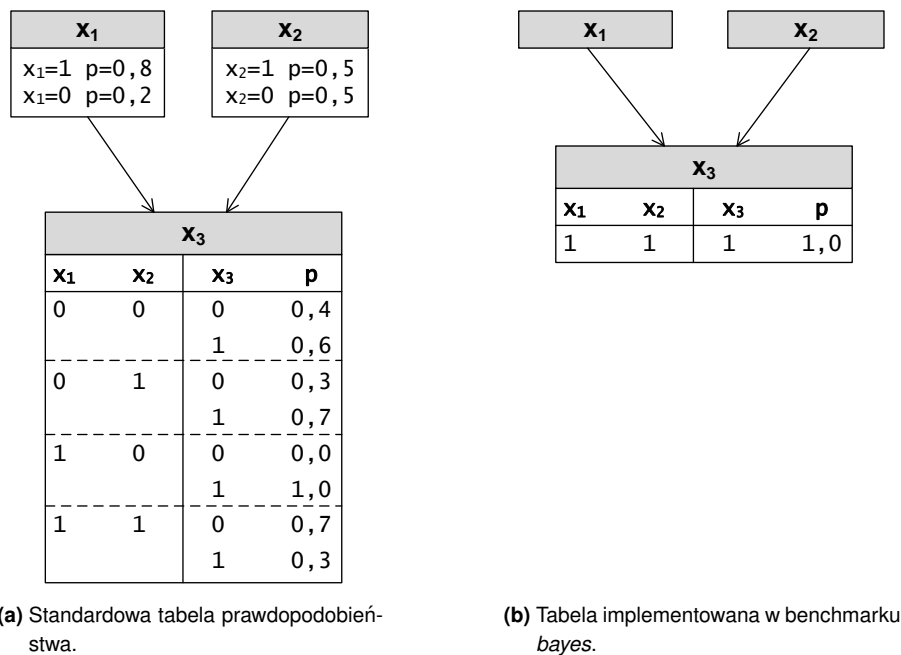 x₁
x₁=1 p=0,8
x₁=0 p=0,2
x₂
x₂=1 p=0,5
x₂=0 p=0,5
x₃
x₁ x₂ x₃ p
0 0 0 0,4
1 0,6
0 1 0 0,3
1 0,7
1 0 0 0,0
1 1,0
1 1 0 0,7
1 0,3
(a) Standardowa tabela prawdopodobień-
stwa.
x₁
x₂
x₃
x₁ x₂ x₃ p
1 1 1 1,0
(b) Tabela implementowana w benchmarku
bayes.